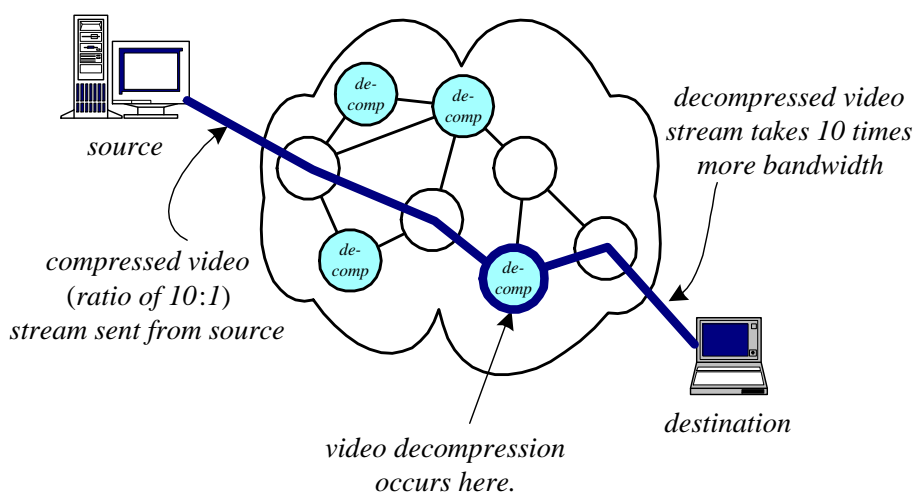 de-
comp
de-
comp
source
decompressed video
stream takes 10 times
more bandwidth
de-
comp
compressed video
(ratio of 10:1)
stream sent from source
de-
comp
destination
video decompression
occurs here.